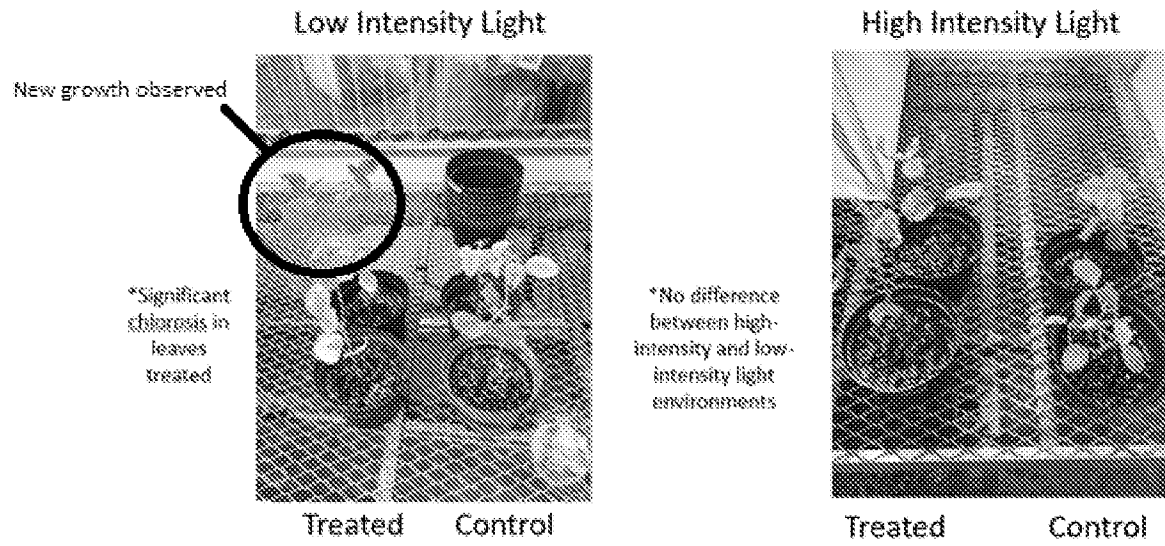 Low Intensity Light
High Intensity Light
New growth observed
*Significant
chlorosis in
leaves
treated
*No difference
between high-
intensity and low-
intensity light
environments
Treated
Control
Treated
Control